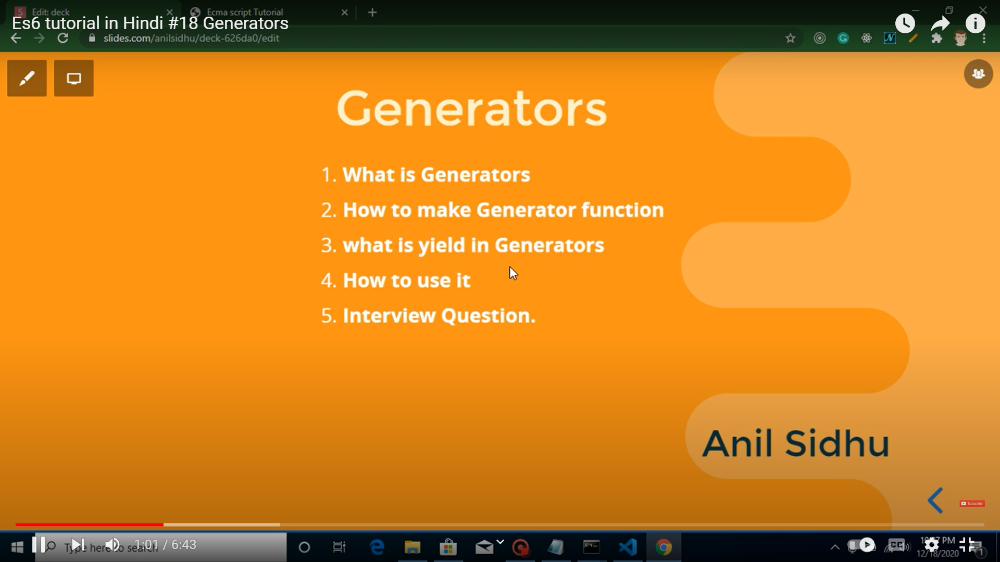 Edit: deck
Ecma script Tutorial
Es6 tutorial in Hindi #18 Generators
slides.com/anilsidhu/deck-626da0/edit
Generators
1. What is Generators
2. How to make Generator function
3. what is yield in Generators
4. How to use it
5. Interview Question.
Anil Sidhu
Subscribe
Type here to search
1:01 / 6:43
PM
12/18/2020
1